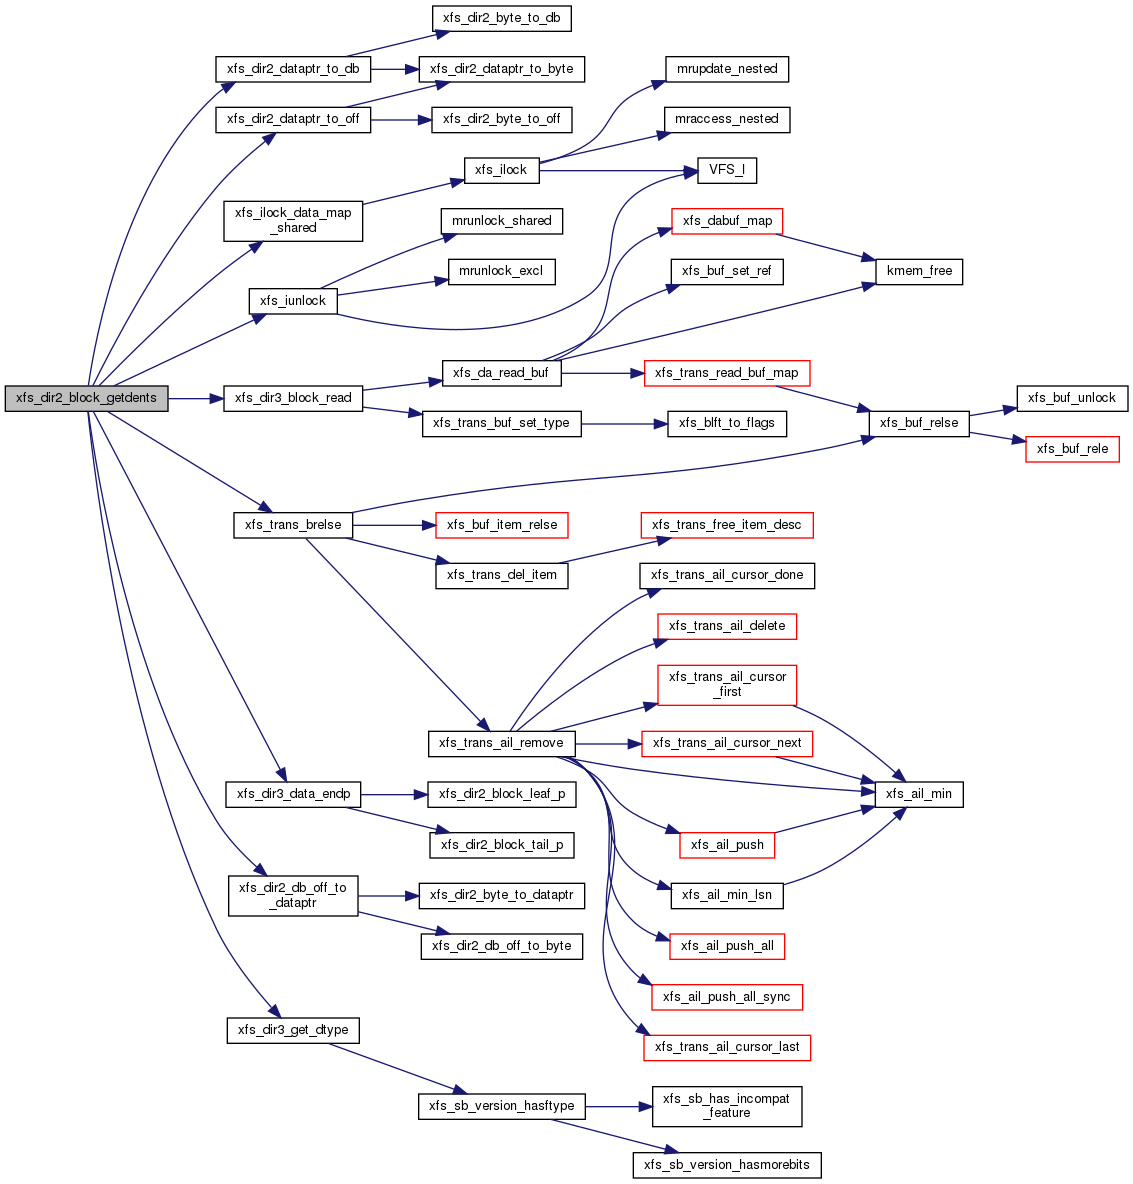 xfs_dir2_byte_to_db
xfs_dir2_dataptr_to_db
xfs_dir2_dataptr_to_byte
mrupdate_nested
xfs_dir2_dataptr_to_off
xfs_dir2_byte_to_off
mraccess_nested
xfs_ilock
VFS_I
xfs_ilock_data_map
_shared
mrunlock_shared
xfs_dabuf_map
mrunlock_excl
xfs_buf_set_ref
kmem_free
xfs_iunlock
xfs_da_read_buf
xfs_trans_read_buf_map
xfs_dir2_block_getdents
xfs_dir3_block_read
xfs_buf_unlock
xfs_trans_buf_set_type
xfs_blft_to_flags
xfs_buf_relse
xfs_buf_rele
xfs_trans_brelse
xfs_buf_item_relse
xfs_trans_free_item_desc
xfs_trans_del_item
xfs_trans_ail_cursor_done
xfs_trans_ail_delete
xfs_trans_ail_cursor
_first
xfs_trans_ail_remove
xfs_trans_ail_cursor_next
xfs_dir3_data_endp
xfs_dir2_block_leaf_p
xfs_ail_min
xfs_dir2_block_tail_p
xfs_ail_push
xfs_dir2_db_off_to
_dataptr
xfs_dir2_byte_to_dataptr
xfs_ail_min_lsn
xfs_dir2_db_off_to_byte
xfs_ail_push_all
xfs_ail_push_all_sync
xfs_dir3_get_dtype
xfs_trans_ail_cursor_last
xfs_sb_version_hasftype
xfs_sb_has_incompat
_feature
xfs_sb_version_hasmorebits